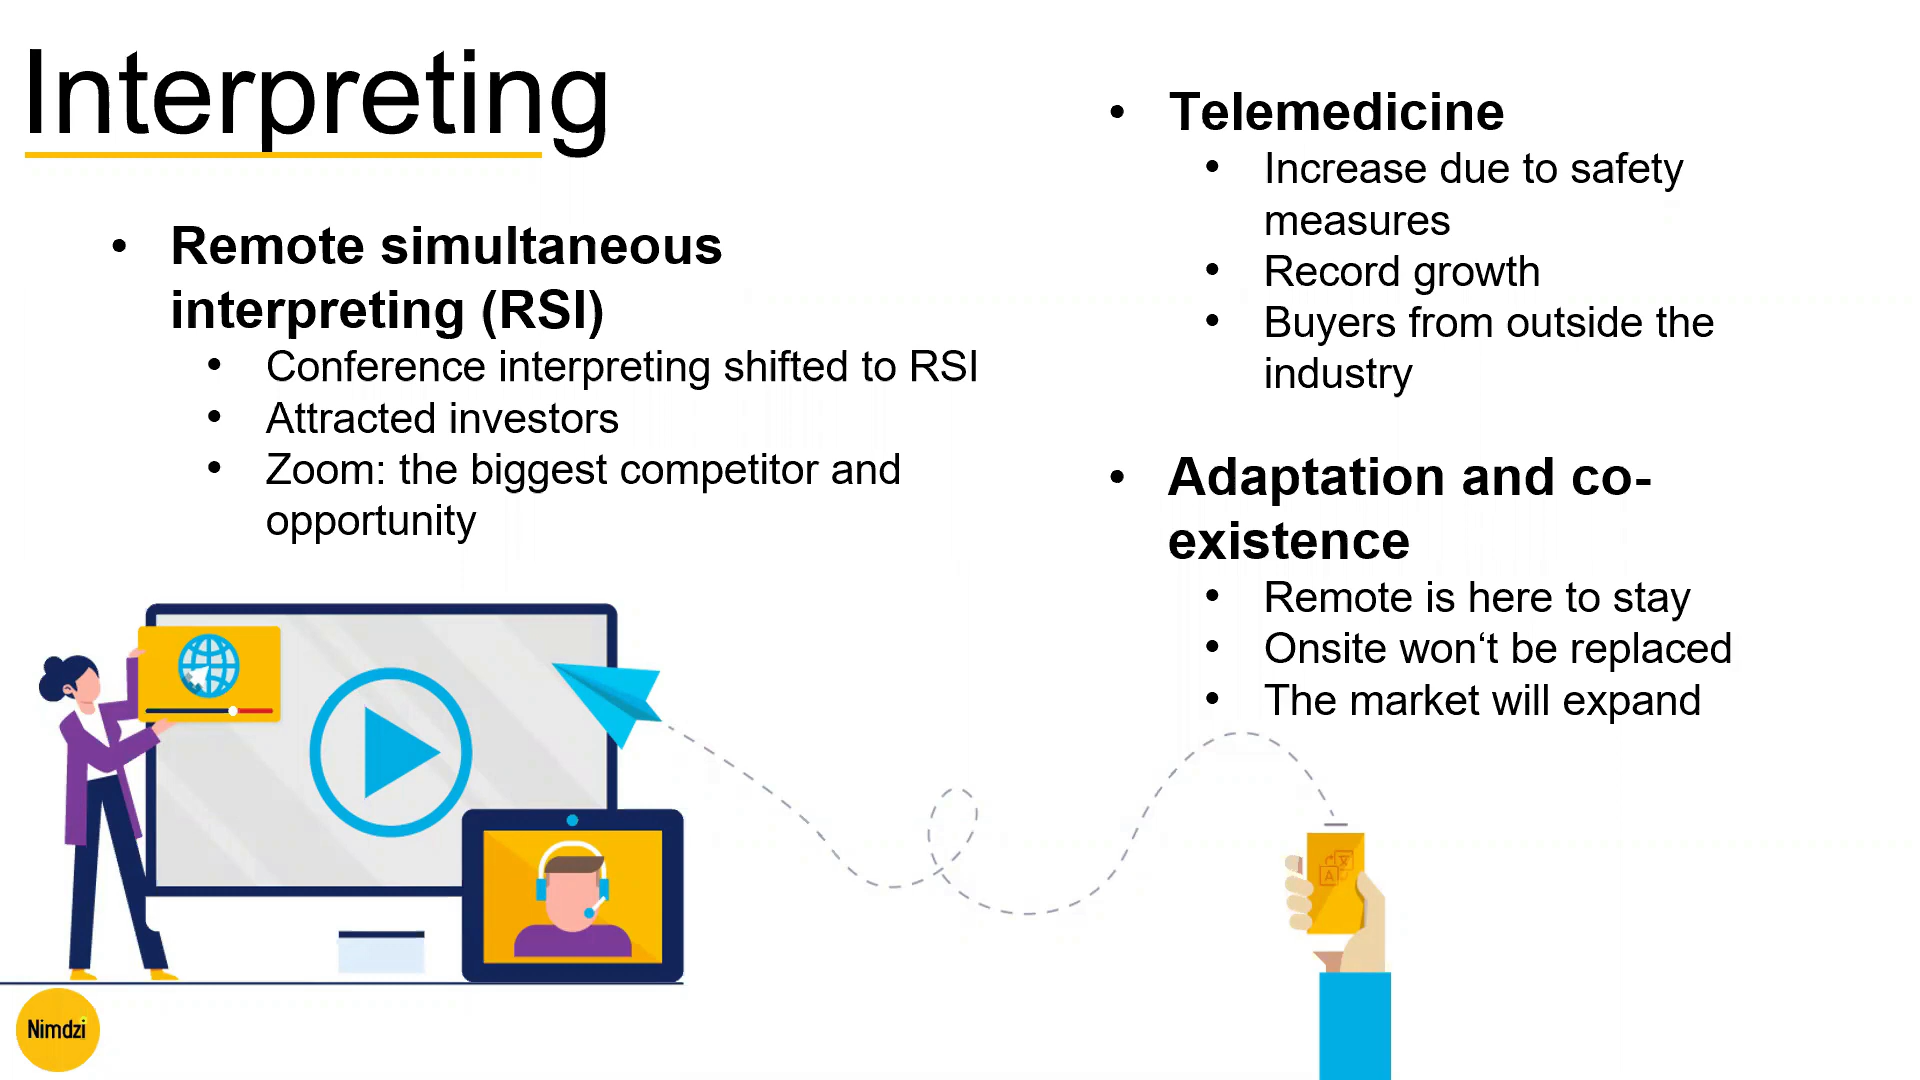 Interpreting
• Remote simultaneous
interpreting (RSI)
• Conference interpreting shifted to RSI
• Attracted investors
• Zoom: the biggest competitor and
opportunity
• Telemedicine
• Increase due to safety
measures
• Record growth
• Buyers from outside the
industry
• Adaptation and co-
existence
• Remote is here to stay
• Onsite won‘t be replaced
• The market will expand
A
Nimdzi